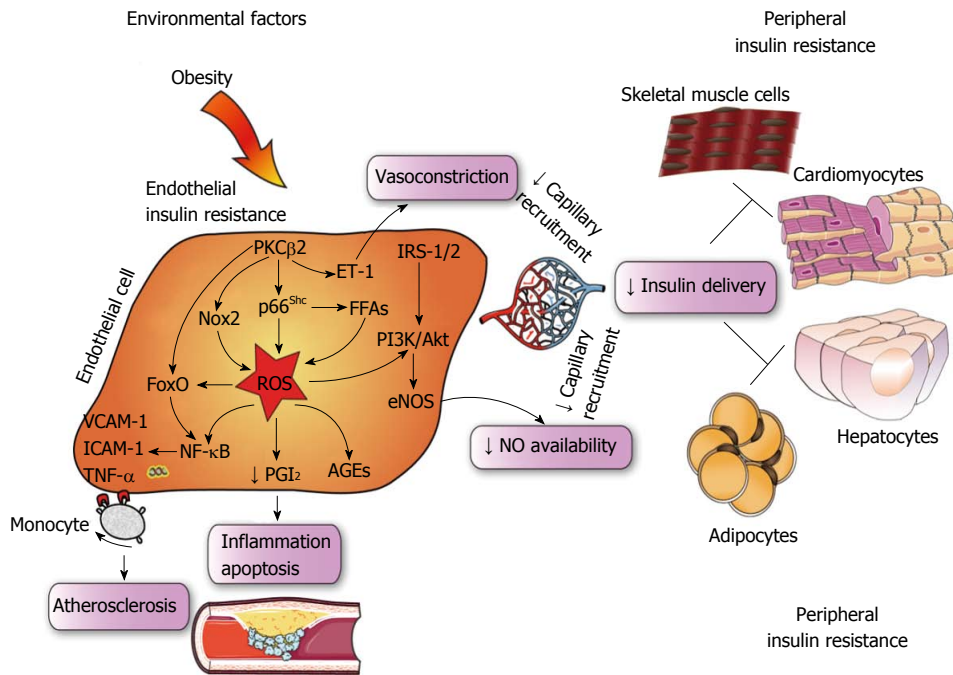 Environmental factors
Peripheral
insulin resistance
Obesity
Skeletal muscle cells
Cardiomyocytes
Vasoconstriction
Endothelial
insulin resistance
↓ Capillary
recruitment
PKCβ2
IRS-1/2
ET-1
↓ Insulin delivery
p66Shc
FFAs
Nox2
Endothelial cell
PI3K/Akt
FoxO
ROS
eNOS
↓ Capillary
recruitment
VCAM-1
ICAM-1
NF-κB
TNF-α
↓ PGI2
AGEs
↓ NO availability
Hepatocytes
Monocyte
Adipocytes
Inflammation
apoptosis
Atherosclerosis
Peripheral
insulin resistance